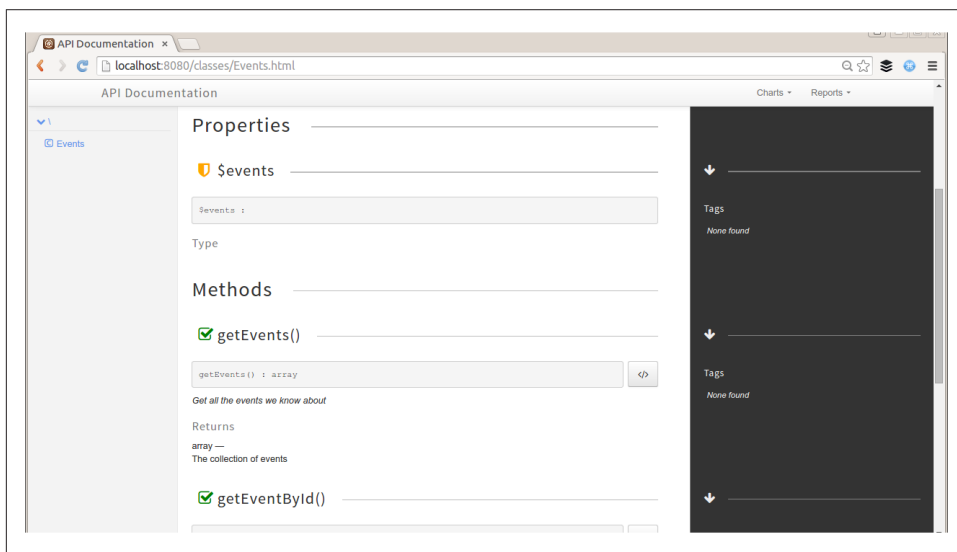 API Documentation ×
localhost:8080/classes/Events.html
API Documentation
Charts
Reports
\
C Events
Properties
$events
$events :
Tags
None found
Type
Methods
getEvents()
getEvents() : array
</>
Tags
None found
Get all the events we know about
Returns
array —
The collection of events
getEventById()